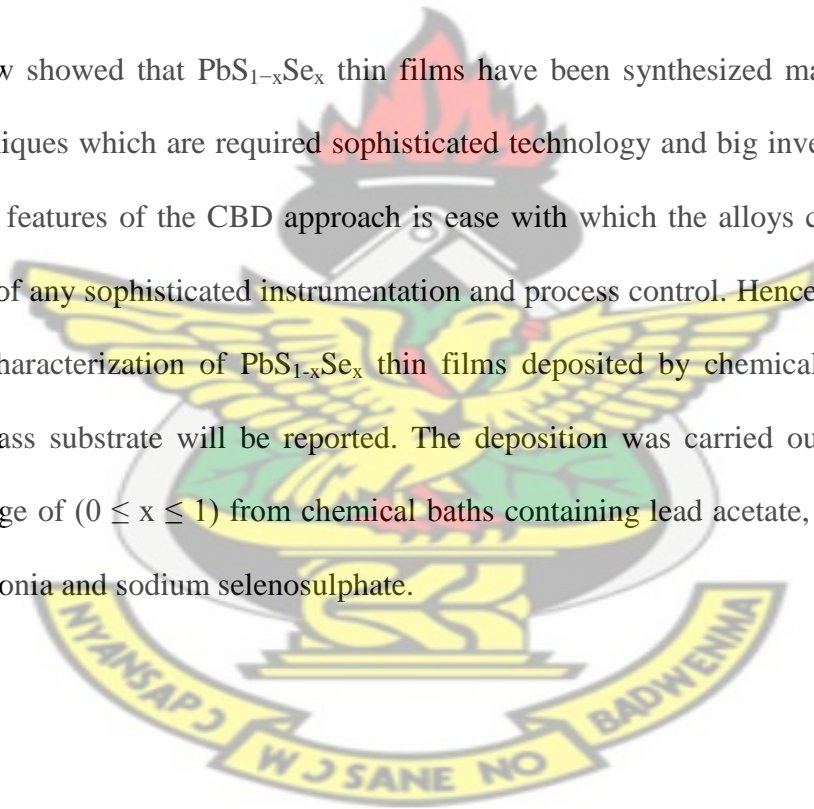 w showed that PbS₁₋ₓSeₓ thin films have been synthesized ma
niques which are required sophisticated technology and big inve
features of the CBD approach is ease with which the alloys c
of any sophisticated instrumentation and process control. Hence
haracterization of PbS₁₋ₓSeₓ thin films deposited by chemical
ass substrate will be reported. The deposition was carried ou
ge of (0 ≤ x ≤ 1) from chemical baths containing lead acetate,
onia and sodium selenosulphate.
NYANSAPƆ
WƆSANE NO
BADWENMA